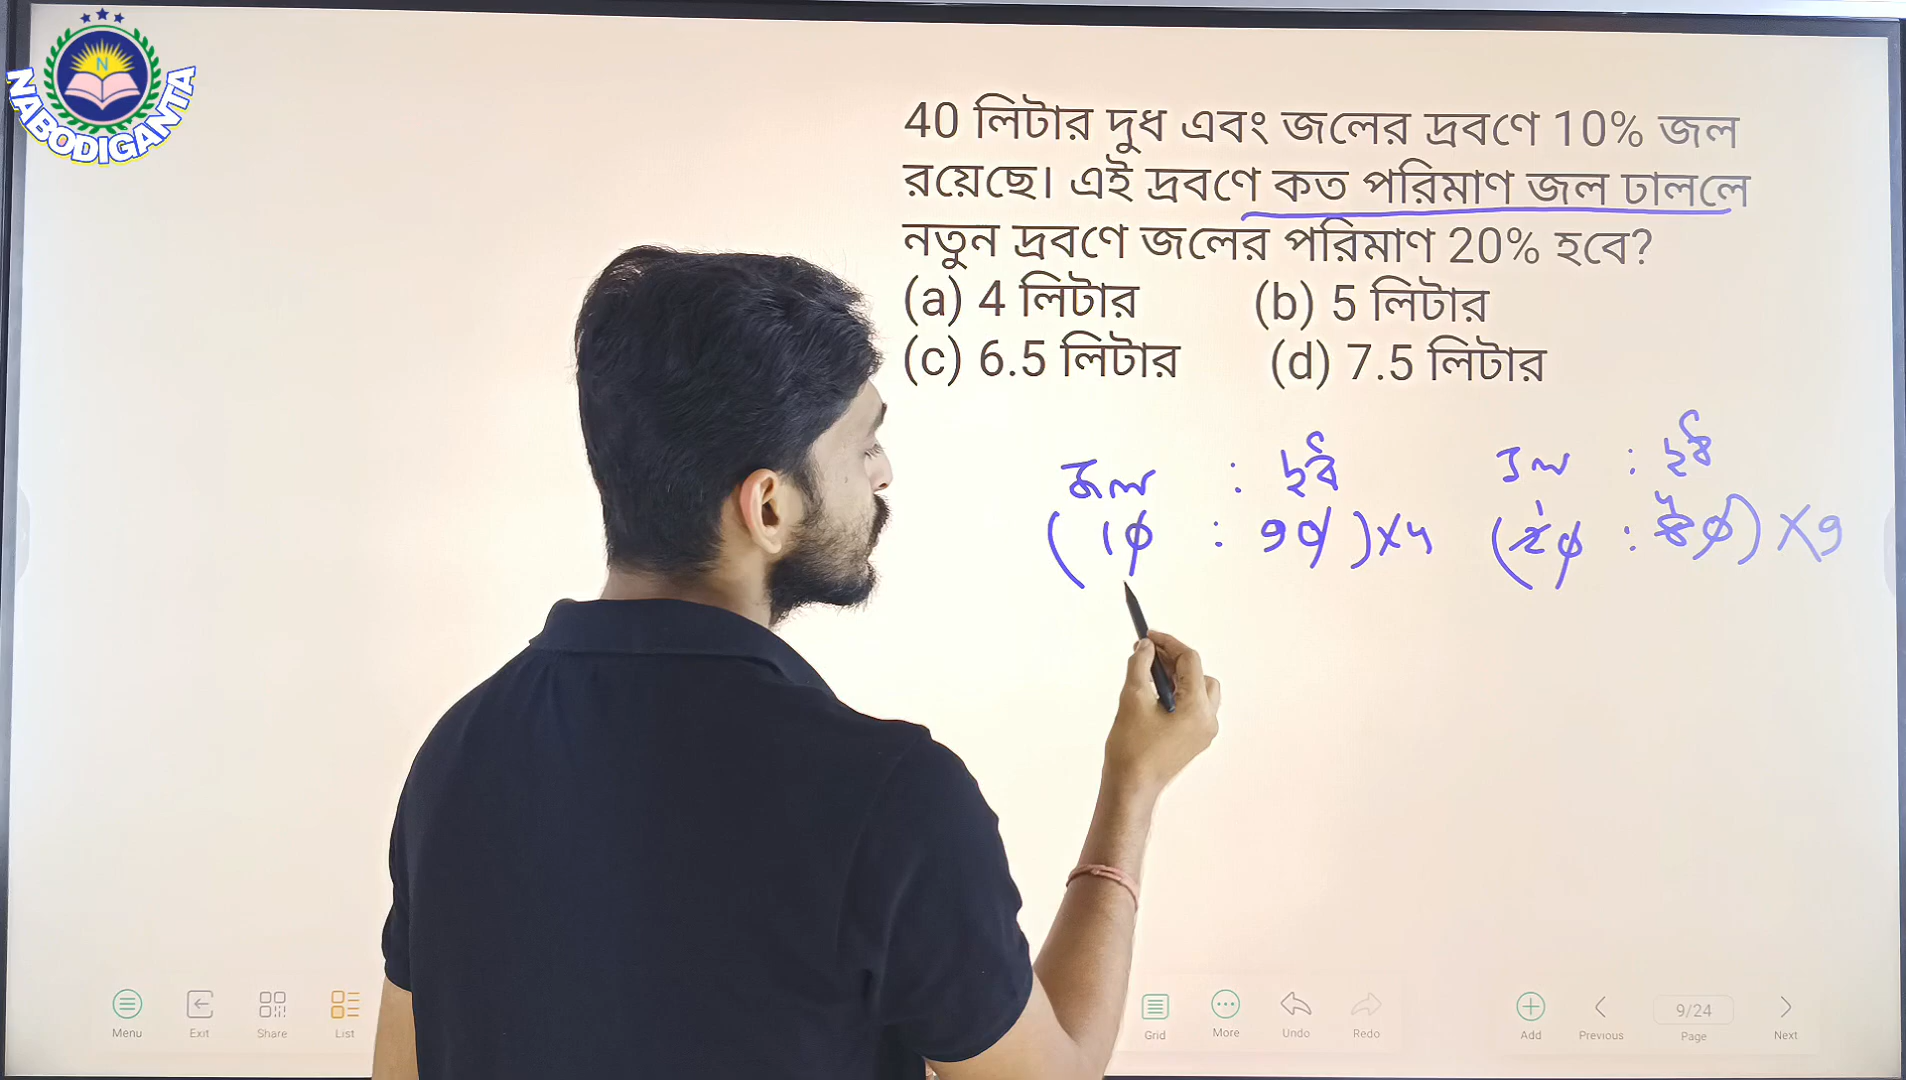 N
NABODIGANTA
40 লিটার দুধ এবং জলের দ্রবণে 10% জল
রয়েছে। এই দ্রবণে কত পরিমাণ জল ঢাললে
নতুন দ্রবণে জলের পরিমাণ 20% হবে?
(a) 4 লিটার (b) 5 লিটার
(c) 6.5 লিটার (d) 7.5 লিটার
জল : দুধ জল : দুধ
(10 : 90)×4 (20 : 80)×9
1 4
Menu Exit Share List Grid More Undo Redo Add Previous 9/24 Page Next